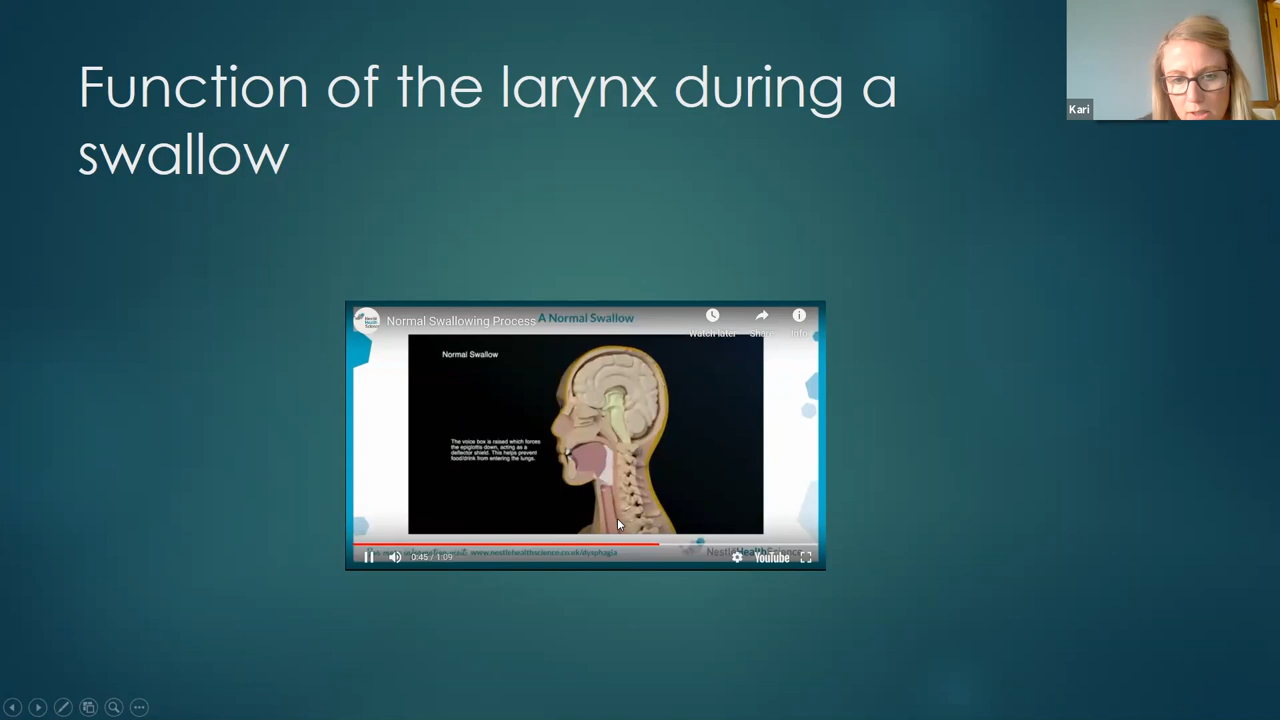 Function of the larynx during a
swallow
Kari
Normal Swallowing Process
A Normal Swallow
Watch later
Share
Info
Normal Swallow
The voice box is raised which forces
the epiglottis down, acting as a
deflector shield. This helps prevent
food/drink from entering the lungs.
www.nestlehealthscience.co.uk/dysphagia
NestléHealthScience
0:45 / 1:09
YouTube